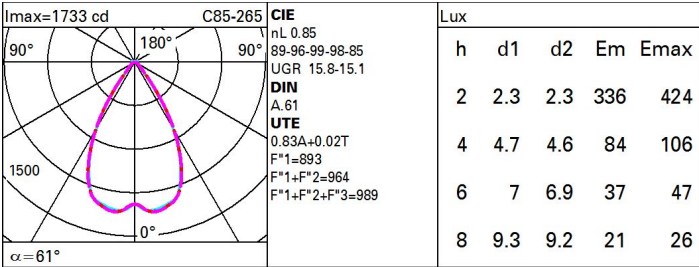 Imax=1733 cd C85-265
90° 180° 90°
1500
0°
α=61°
CIE
nL 0.85
89-96-99-98-85
UGR 15.8-15.1
DIN
A.61
UTE
0.83A+0.02T
F"1=893
F"1+F"2=964
F"1+F"2+F"3=989
Lux
h d1 d2 Em Emax
2 2.3 2.3 336 424
4 4.7 4.6 84 106
6 7 6.9 37 47
8 9.3 9.2 21 26